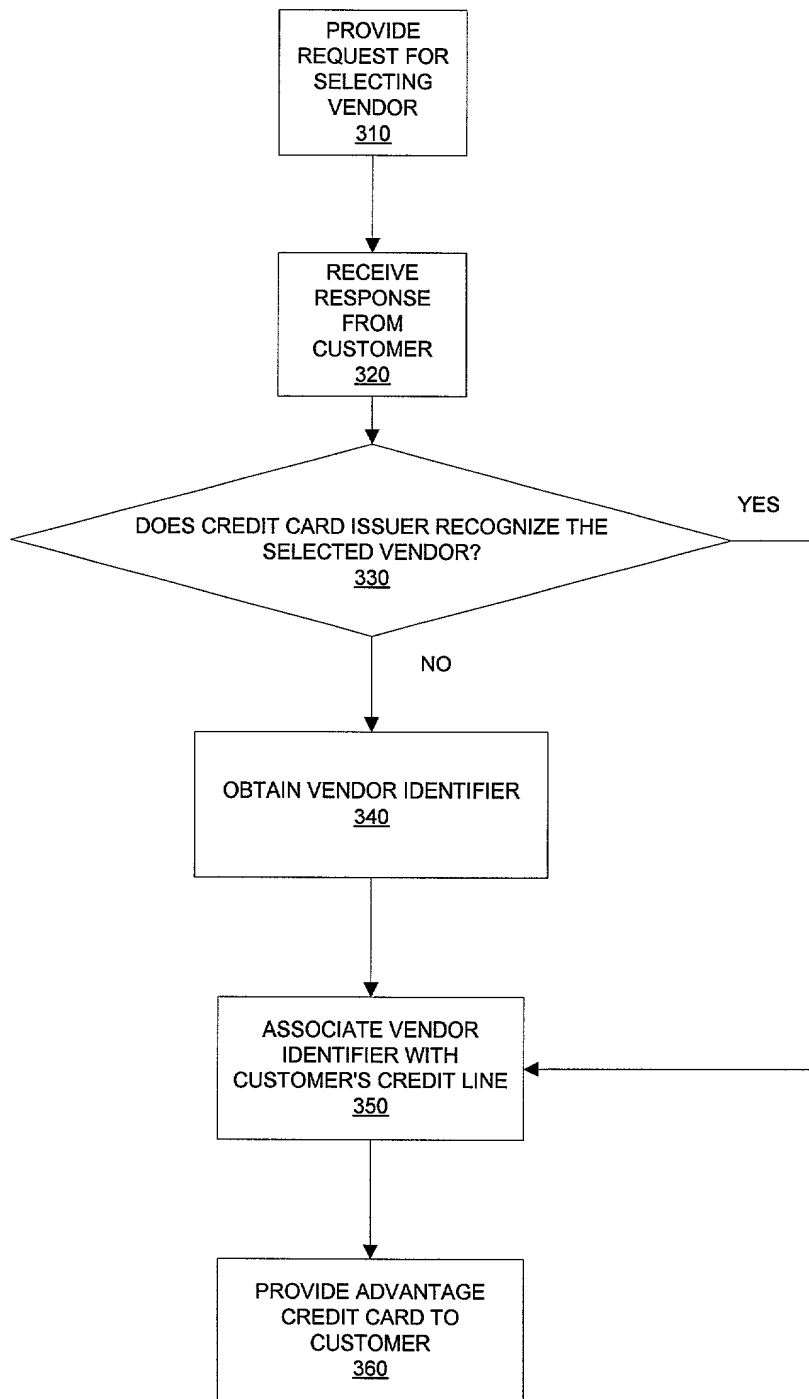 PROVIDE
REQUEST FOR
SELECTING
VENDOR
310
RECEIVE
RESPONSE
FROM
CUSTOMER
320
DOES CREDIT CARD ISSUER RECOGNIZE THE
SELECTED VENDOR?
330
YES
NO
OBTAIN VENDOR IDENTIFIER
340
ASSOCIATE VENDOR
IDENTIFIER WITH
CUSTOMER'S CREDIT LINE
350
PROVIDE ADVANTAGE
CREDIT CARD TO
CUSTOMER
360